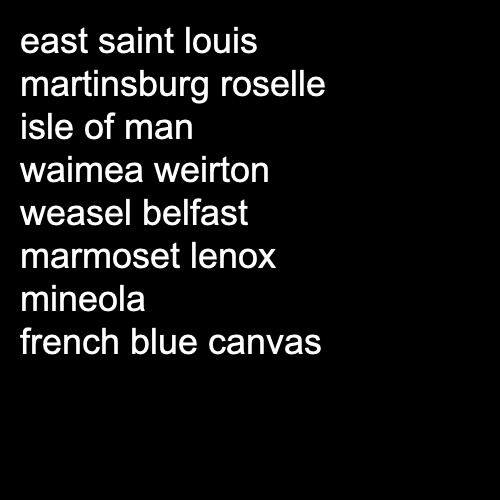 east saint louis
martinsburg roselle
isle of man
waimea weirton
weasel belfast
marmoset lenox
mineola
french blue canvas